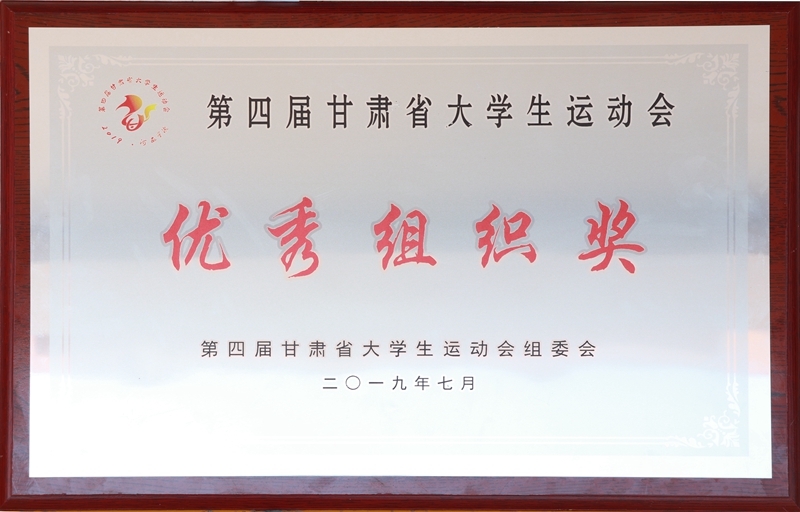 第四届甘肃省大学生运动会
优秀组织奖
第四届甘肃省大学生运动会组委会
二〇一九年七月